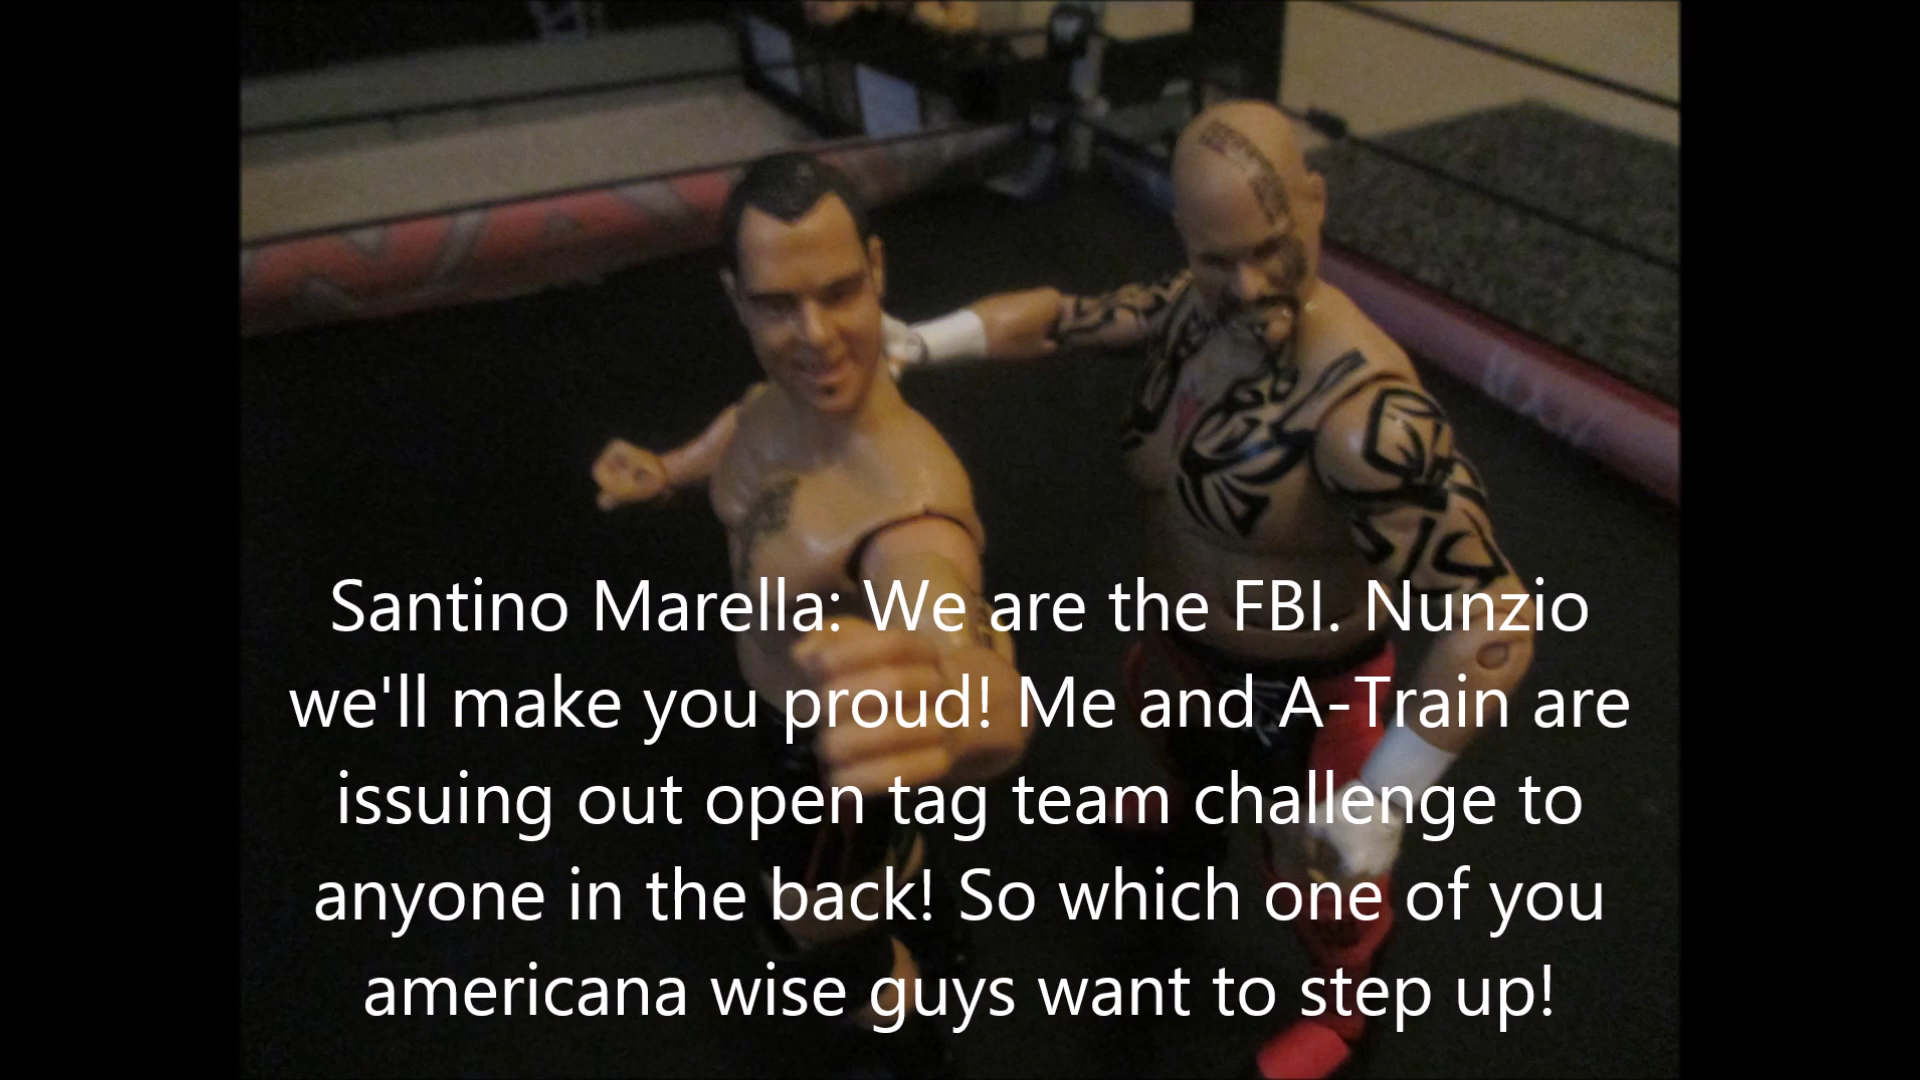 Santino Marella: We are the FBI. Nunzio
we'll make you proud! Me and A-Train are
issuing out open tag team challenge to
anyone in the back! So which one of you
americana wise guys want to step up!